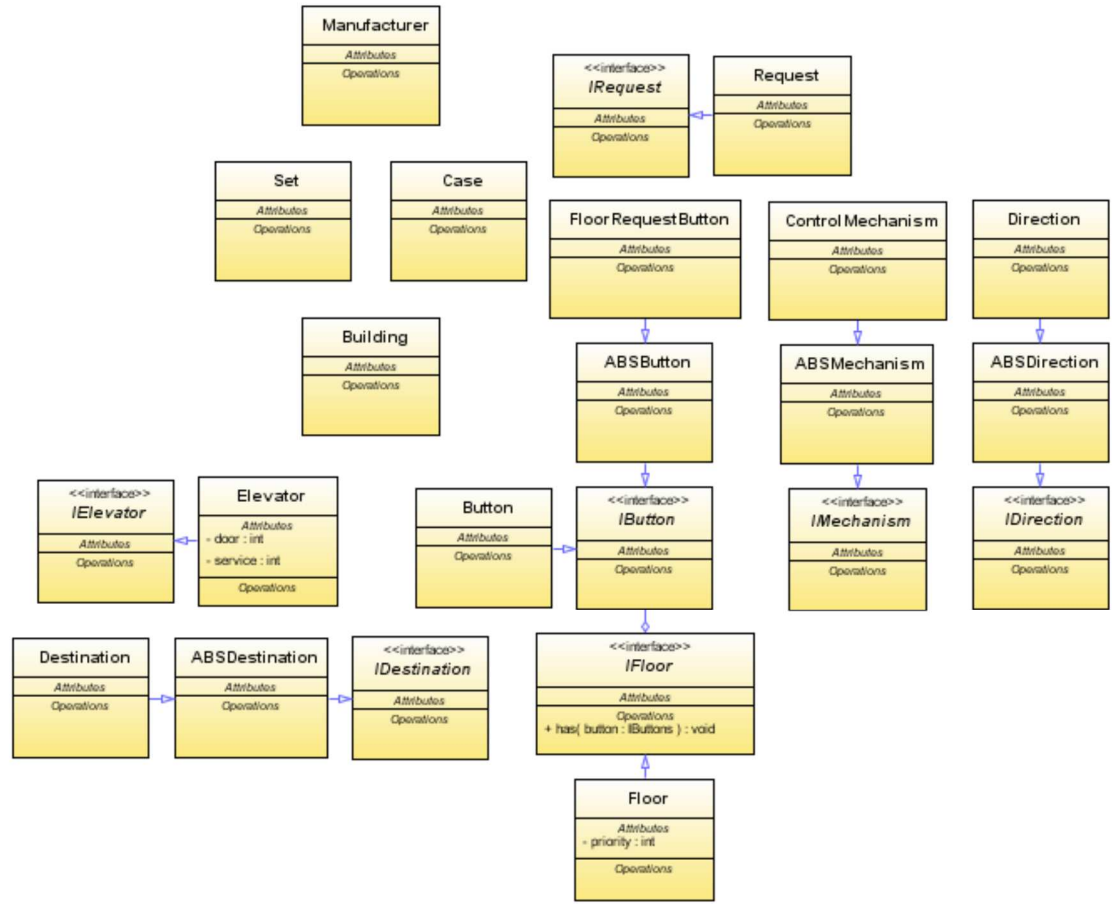 Manufacturer
Attributes
Operations
<<interface>>
IRequest
Attributes
Operations
Request
Attributes
Operations
Set
Attributes
Operations
Case
Attributes
Operations
FloorRequestButton
Attributes
Operations
ControlMechanism
Attributes
Operations
Direction
Attributes
Operations
Building
Attributes
Operations
ABSButton
Attributes
Operations
ABSMechanism
Attributes
Operations
ABSDirection
Attributes
Operations
<<interface>>
IElevator
Attributes
Operations
Elevator
Attributes
- door : int
- service : int
Operations
Button
Attributes
Operations
<<interface>>
IButton
Attributes
Operations
<<interface>>
IMechanism
Attributes
Operations
<<interface>>
IDirection
Attributes
Operations
Destination
Attributes
Operations
ABSDestination
Attributes
Operations
<<interface>>
IDestination
Attributes
Operations
<<interface>>
IFloor
Attributes
Operations
+ has( button : IButtons ) : void
Floor
Attributes
- priority : int
Operations